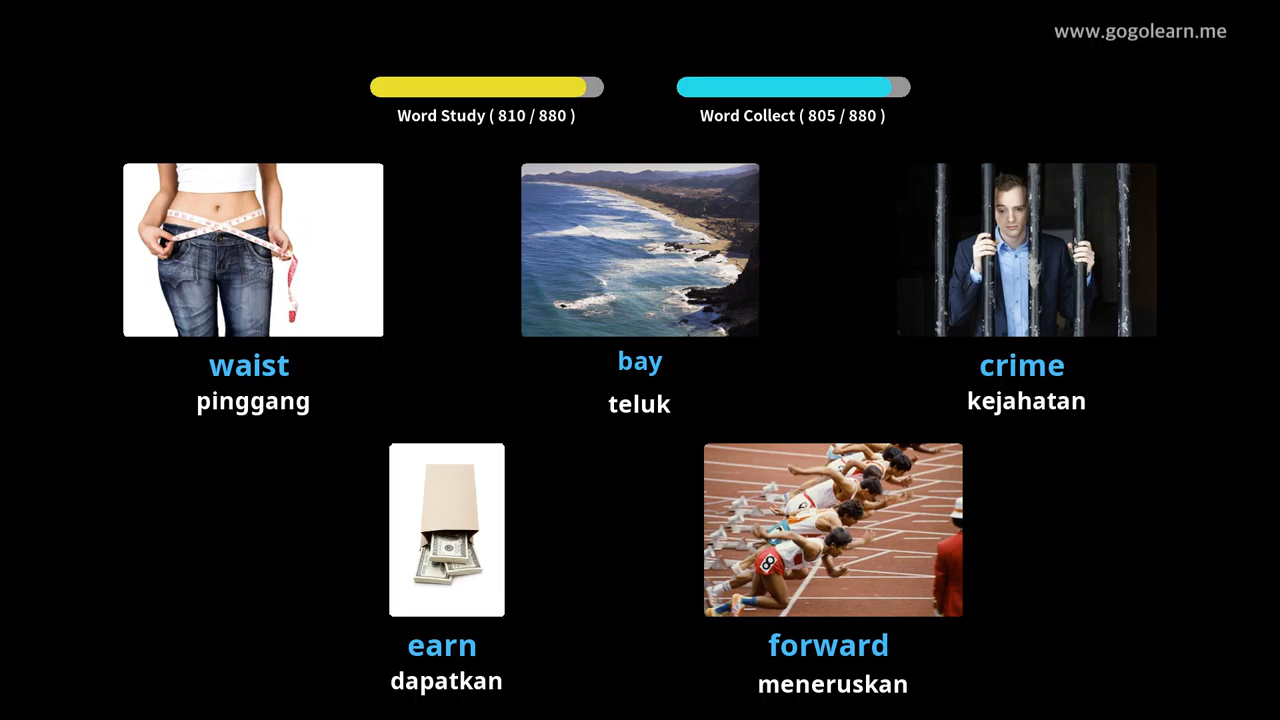 www.gogolearn.me
Word Study ( 810 / 880 )
Word Collect ( 805 / 880 )
waist
pinggang
bay
teluk
crime
kejahatan
earn
dapatkan
forward
meneruskan